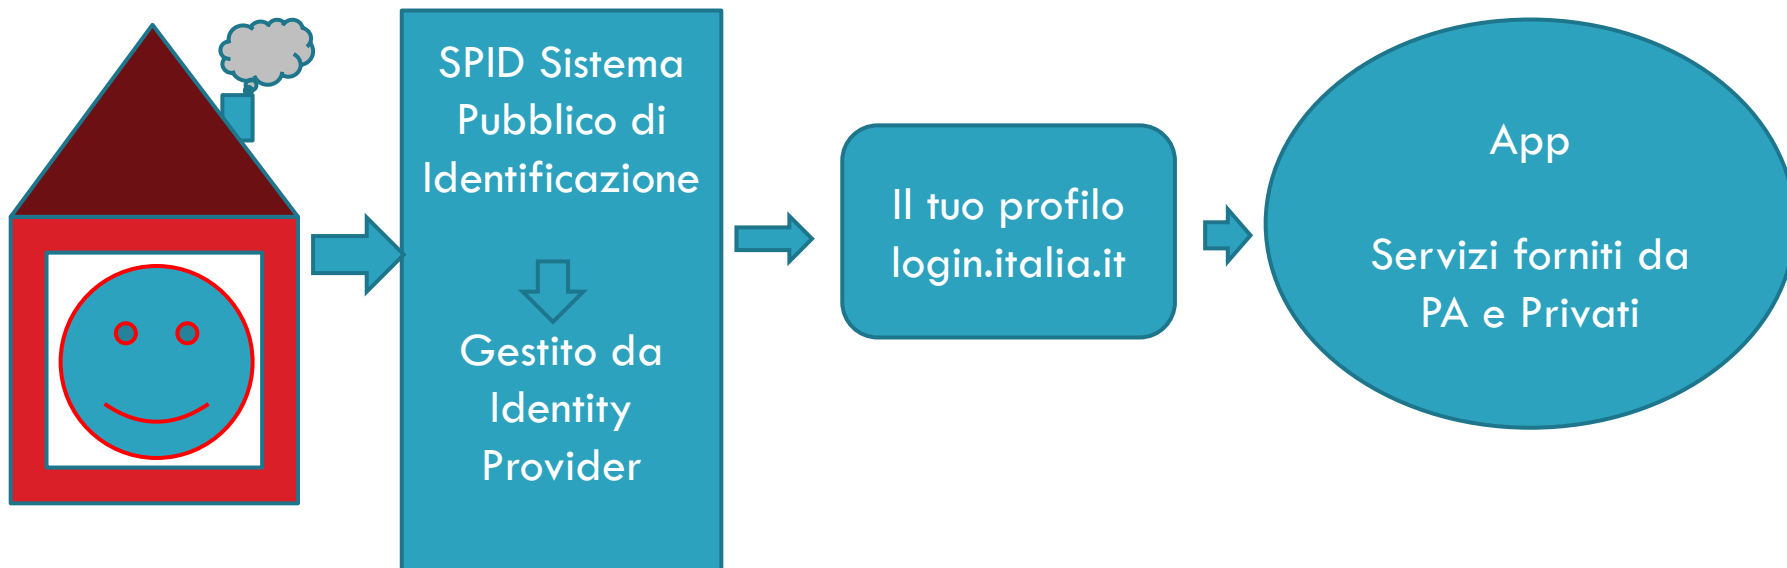 SPID Sistema
Pubblico di
Identificazione
Gestito da
Identity
Provider
Il tuo profilo
login.italia.it
App
Servizi forniti da
PA e Privati